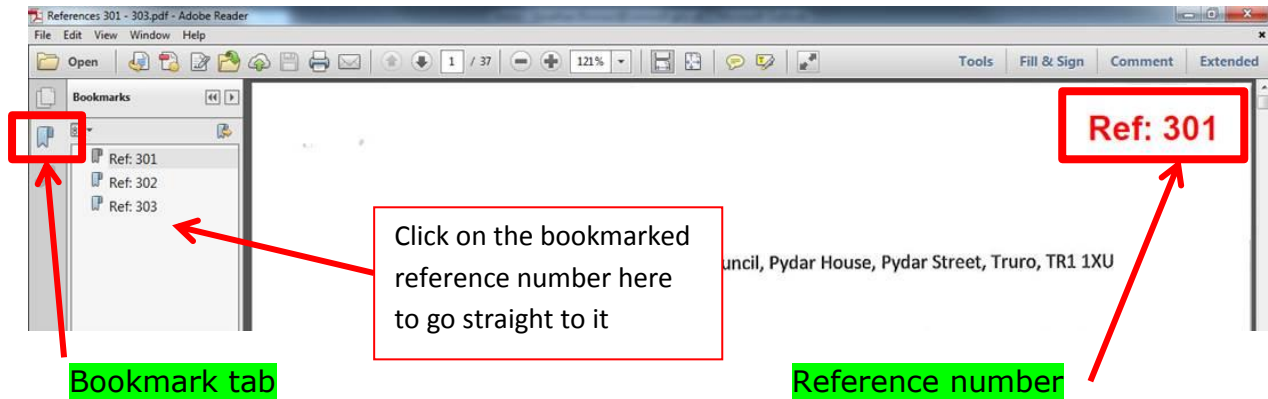 References 301 - 303.pdf - Adobe Reader
File Edit View Window Help
Open 1 / 37 121% Tools Fill & Sign Comment Extended
Bookmarks
Ref: 301
Ref: 301
Ref: 302
Ref: 303
Click on the bookmarked
reference number here
to go straight to it
uncil, Pydar House, Pydar Street, Truro, TR1 1XU
Bookmark tab
Reference number